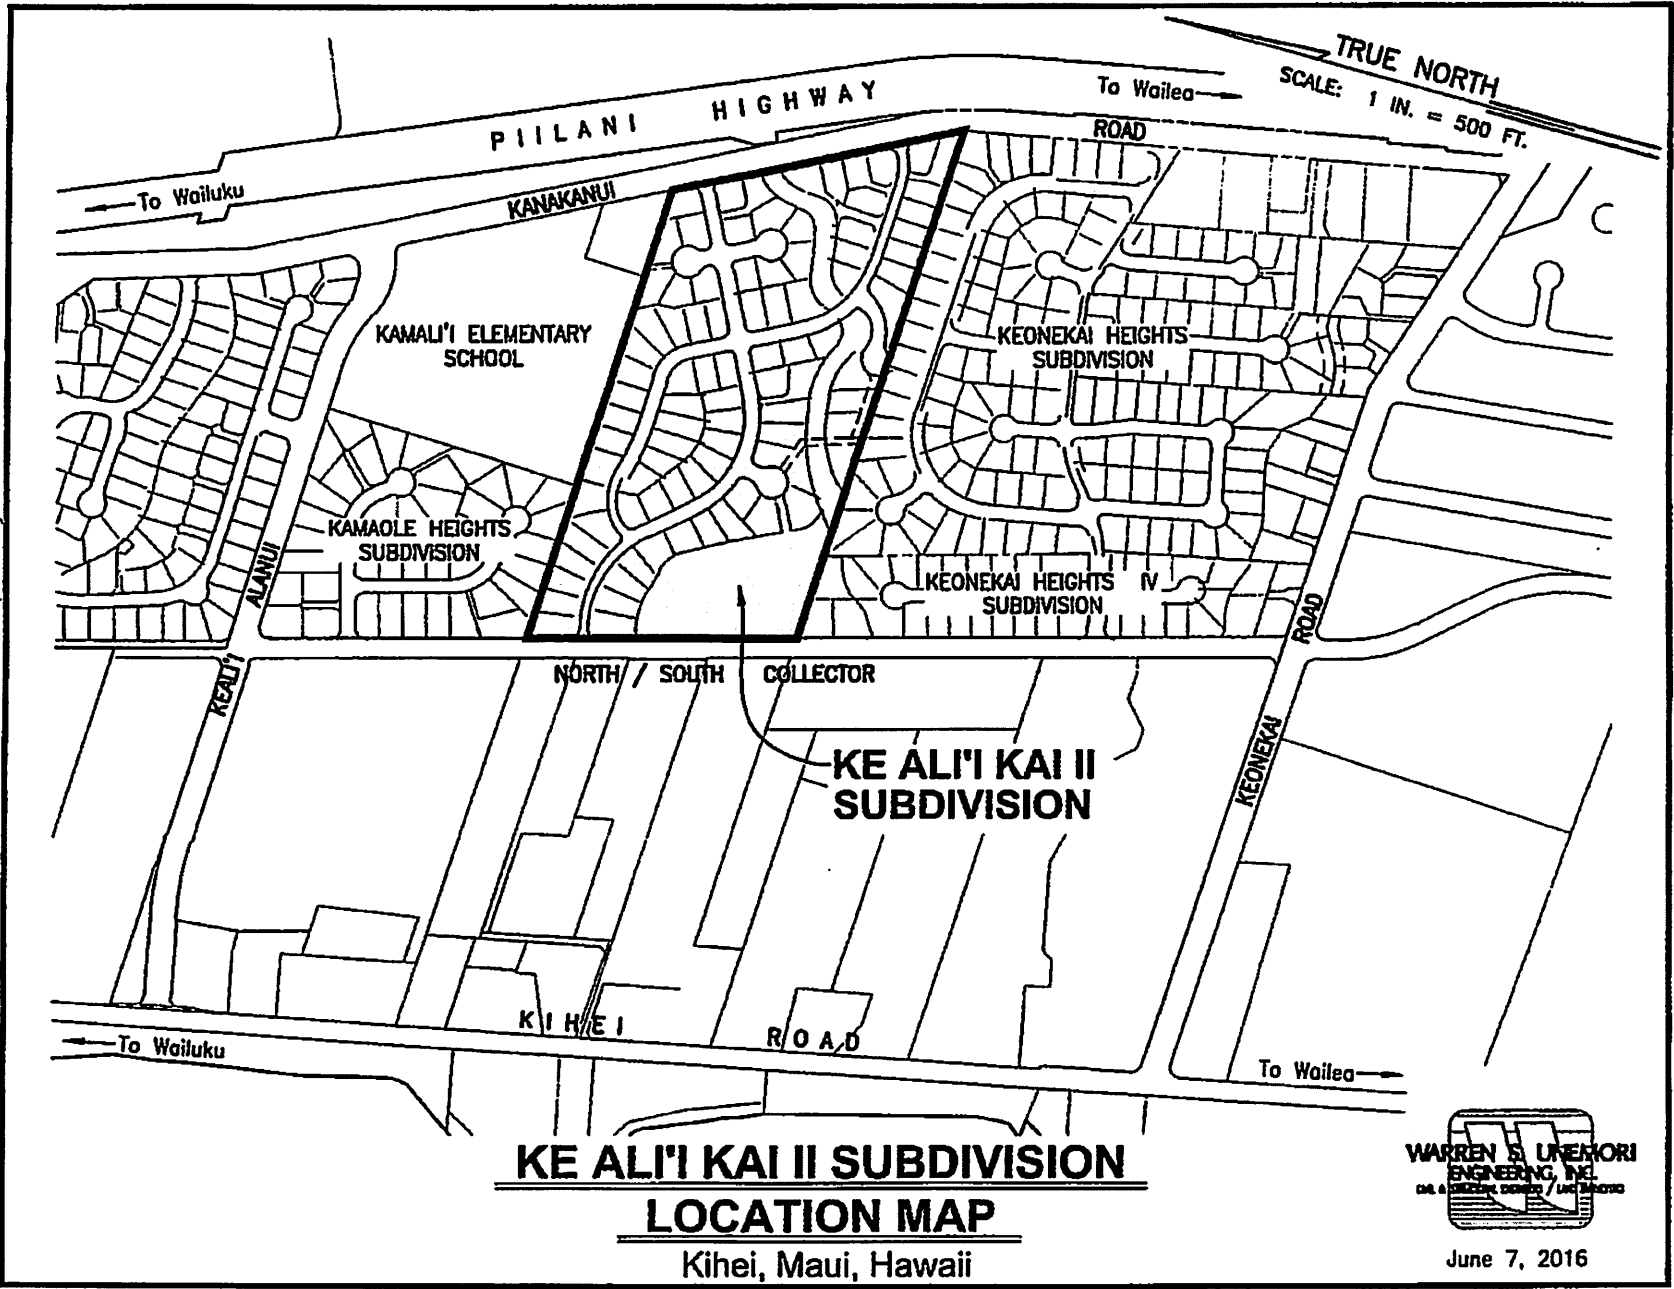 TRUE NORTH
SCALE: 1 IN. = 500 FT.
PIILANI HIGHWAY
To Wailea
ROAD
To Wailuku
KANAKANUI
KAMALI'I ELEMENTARY
SCHOOL
KEONEKAI HEIGHTS
SUBDIVISION
KAMAOLE HEIGHTS
SUBDIVISION
ALANUI
KEONEKAI HEIGHTS IV
SUBDIVISION
ROAD
KEALI'I
NORTH / SOUTH COLLECTOR
KE ALI'I KAI II
SUBDIVISION
KEONEKAI
KIHEI ROAD
To Wailuku
To Wailea
KE ALI'I KAI II SUBDIVISION
LOCATION MAP
Kihei, Maui, Hawaii
WARREN S. UNEMORI
ENGINEERING, INC.
June 7, 2016